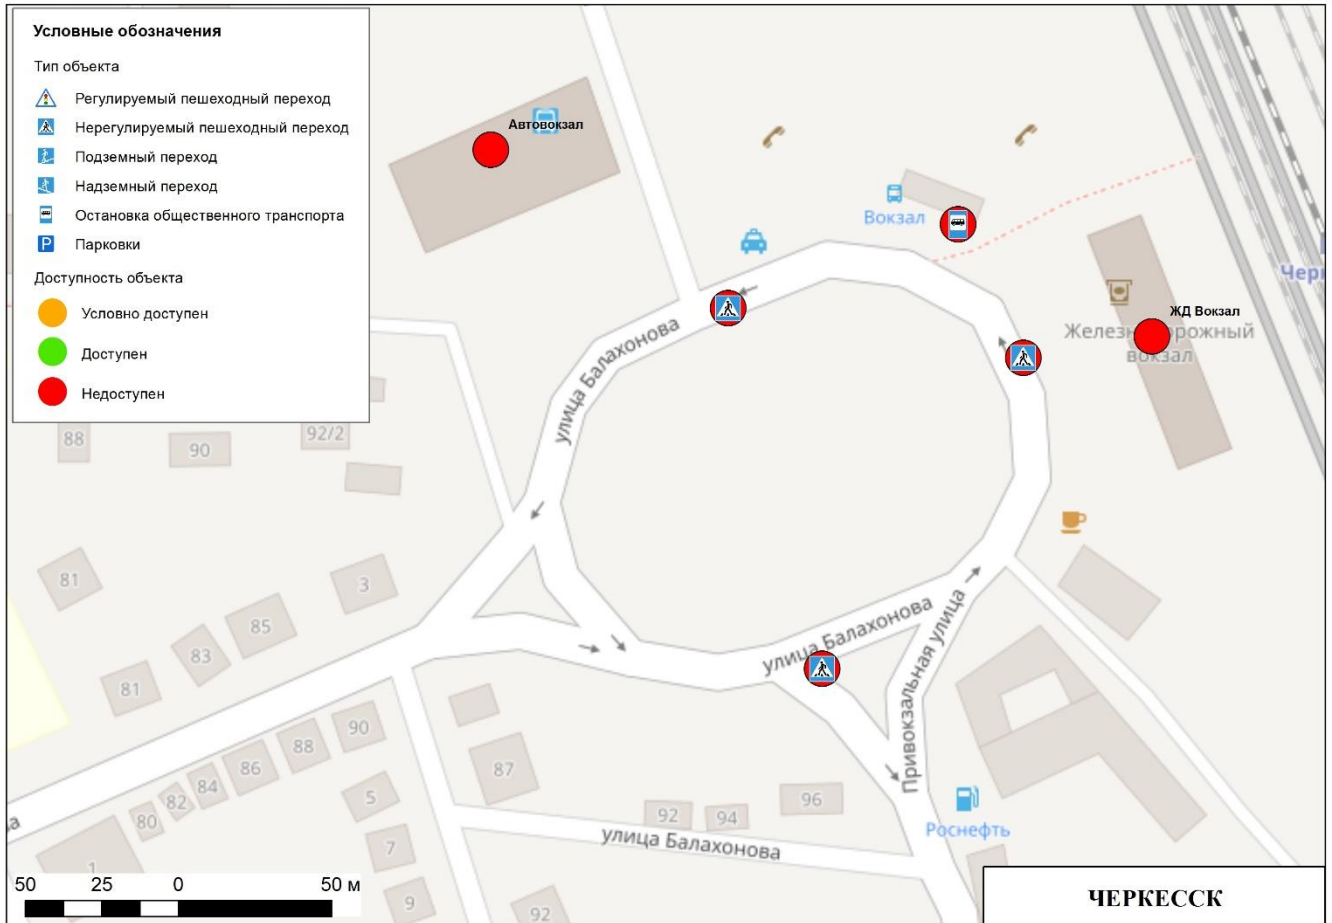 Условные обозначения
Тип объекта
Регулируемый пешеходный переход
Нерегулируемый пешеходный переход
Подземный переход
Надземный переход
Остановка общественного транспорта
P Парковки
Доступность объекта
Условно доступен
Доступен
Недоступен
Автовокзал
Вокзал
ЖД Вокзал
Железнодорожный
вокзал
улица Балахонова
88
90
92/2
81
3
85
83
81
улица Балахонова
Привокзальная улица
90
88
86
84
82
80
87
5
7
9
1
92
94
96
улица Балахонова
Роснефть
92
50 25 0 50 м
ЧЕРКЕССК